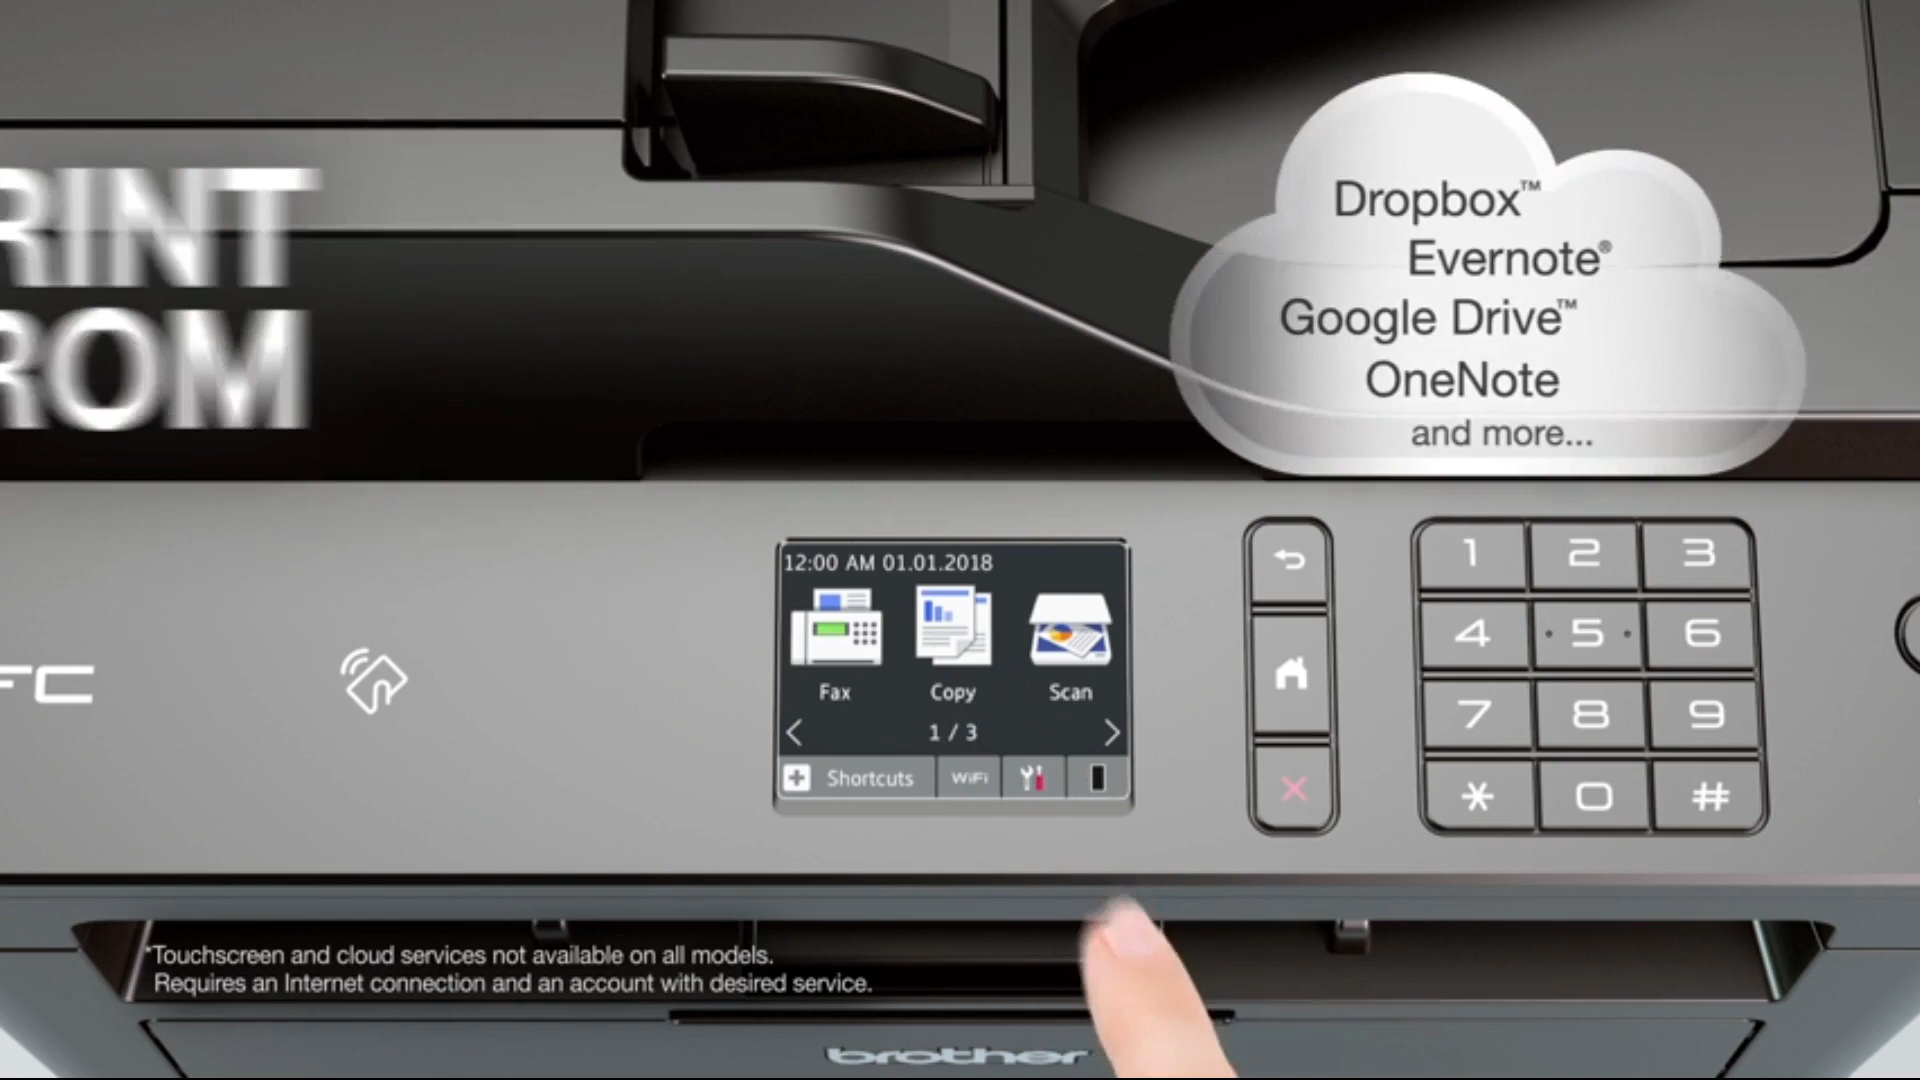 RINT
ROM
Dropbox™
Evernote®
Google Drive™
OneNote
and more...
12:00 AM 01.01.2018
Fax Copy Scan
1 / 3
Shortcuts WiFi
FC
1 2 3
4 5 6
7 8 9
* 0 #
*Touchscreen and cloud services not available on all models.
Requires an Internet connection and an account with desired service.
brother